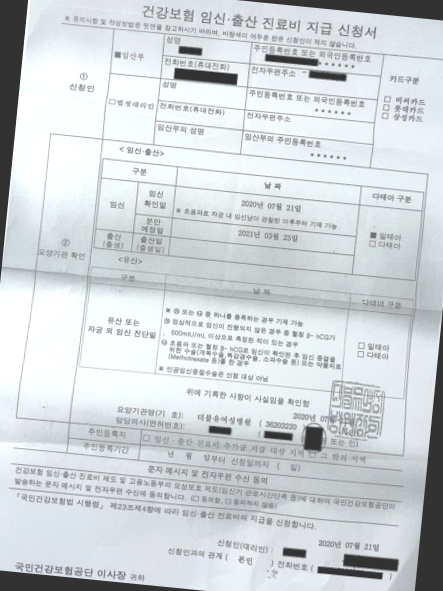 건강보험 임신·출산 진료비 지급 신청서
※ 동의사항 및 작성방법은 뒷면을 참고하시기 바라며, 바탕색이 어두운 란은 신청인이 적지 않습니다.
① 신청인
■임산부
성명
주민등록번호 또는 외국인등록번호
전화번호(휴대전화)
전자우편주소
카드구분
□ 비씨카드
□ 롯데카드
□ 삼성카드
□법정대리인
성명
주민등록번호 또는 외국인등록번호
전화번호(휴대전화)
전자우편주소
임산부의 성명
임산부의 주민등록번호
② 요양기관 확인
<임신·출산>
구분
날 짜
다태아 구분
임신
임신 확인일
2020년 07월 21일
※ 초음파로 자궁 내 임신낭이 관찰된 이후부터 기재 가능
분만 예정일
2021년 03월 25일
■ 일태아
□ 다태아
출산 (출생)
출산일 (출생일)
<유산>
구분
날 짜
다태아 구분
유산 또는 자궁 외 임신 진단일
※ ㉮ 또는 ㉯ 중 하나를 충족하는 경우 기재 가능
㉮ 정상적으로 임신이 진행되지 않은 경우 중 혈청 β-hCG가
500mIU/mL 이상으로 측정된 적이 있는 경우
㉯ 초음파 또는 혈청 β-hCG로 임신이 확인된 후 임신 종결을
위한 수술(개복수술, 복강경수술, 소파수술 등) 또는 약물치료
(Methotrexate 등)를 한 경우
※ 인공임신중절수술은 신청 대상 아님
□ 일태아
□ 다태아
위에 기록한 사항이 사실임을 확인함
2020년 07월
요양기관명(기 호): 더블유여성병원 ( 36203220
담당의사(면허번호):
또는 인)
주민등록지
□ 임신·출산 진료비 추가금 지급 대상 지역 □ 그 밖의 지역
주민등록기간
년 월 일부터 신청일까지 ( 일)
문자 메시지 및 전자우편 수신 동의
건강보험 임신·출산 진료비 제도 및 고용노동부의 모성보호 제도(임신기 근로시간단축 등)에 대하여 국민건강보험공단이
발송하는 문자 메시지 및 전자우편 수신에 동의합니다. (□ 동의함, □ 동의하지 않음)
「국민건강보험법 시행령」 제23조제4항에 따라 임신·출산 진료비의 지급을 신청합니다.
2020년 07월 21일
신청인(대리인) :
신청인과의 관계 ( 본인 ) 전화번호 (
국민건강보험공단 이사장 귀하